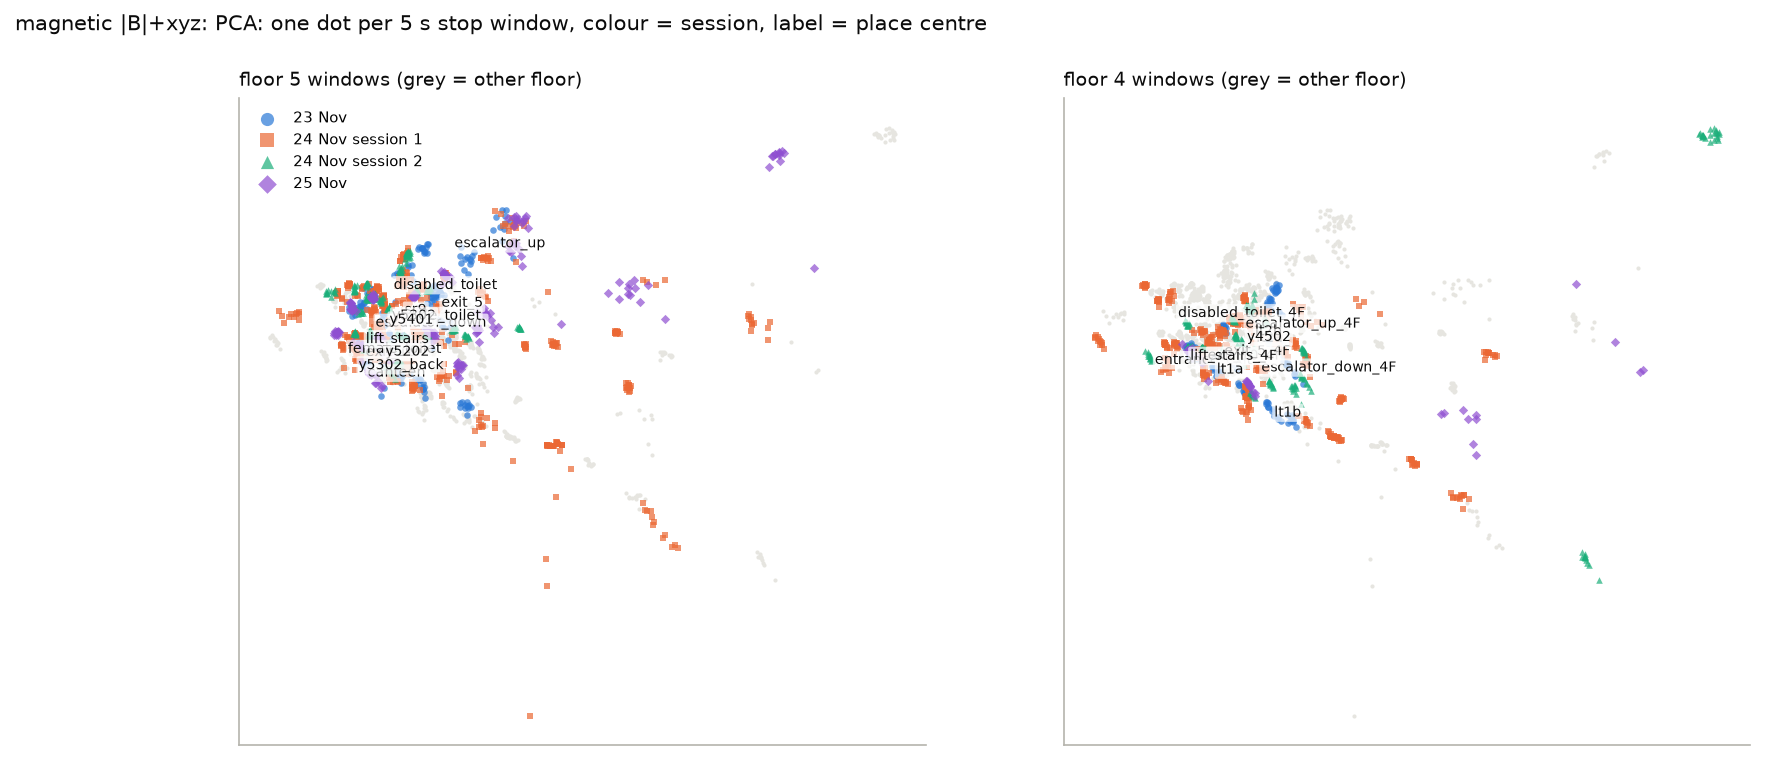 magnetic |B|+xyz: PCA: one dot per 5 s stop window, colour = session, label = place centre
floor 5 windows (grey = other floor)
23 Nov
24 Nov session 1
24 Nov session 2
25 Nov
escalator_up
disabled_toilet
exit_5
toilet
y5401
lift_stairs
y5202
y5302_back
canteen
floor 4 windows (grey = other floor)
disabled_toilet_4F
escalator_up_4F
y4502
lift_stairs_4F
lt1a
escalator_down_4F
lt1b